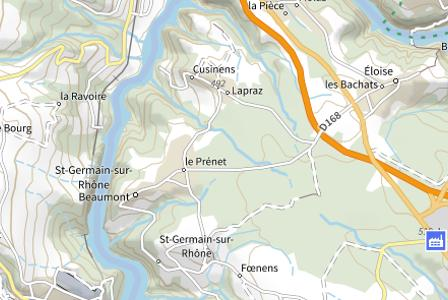 la Pièce
Cusinens
492
Lapraz
Éloise
les Bachats
la Ravoire
Bourg
D168
le Prénet
St-Germain-sur-
Rhône
Beaumont
St-Germain-sur-
Rhône
Fœnens